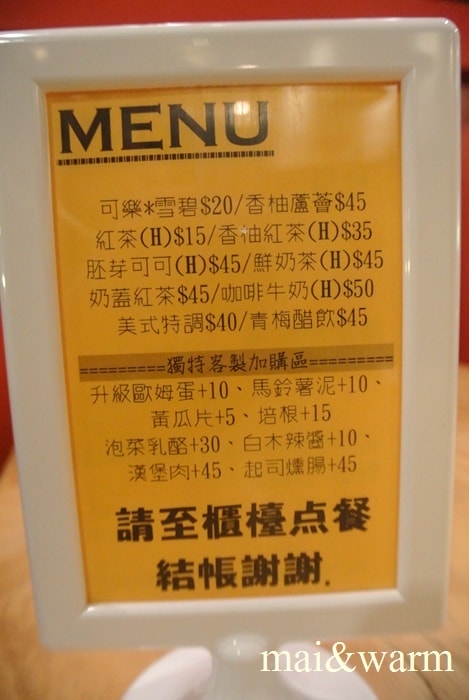 MENU
可樂*雪碧$20/香柚蘆薈$45
紅茶(H)$15/香柚紅茶(H)$35
胚芽可可(H)$45/鮮奶茶(H)$45
奶蓋紅茶$45/咖啡牛奶(H)$50
美式特調$40/青梅醋飲$45
=========獨特客製加購區=========
升級歐姆蛋+10、馬鈴薯泥+10、
黃瓜片+5、培根+15
泡菜乳酪+30、白木辣醬+10、
漢堡肉+45、起司燻腸+45
請至櫃檯点餐
結帳謝謝.
mai&warm